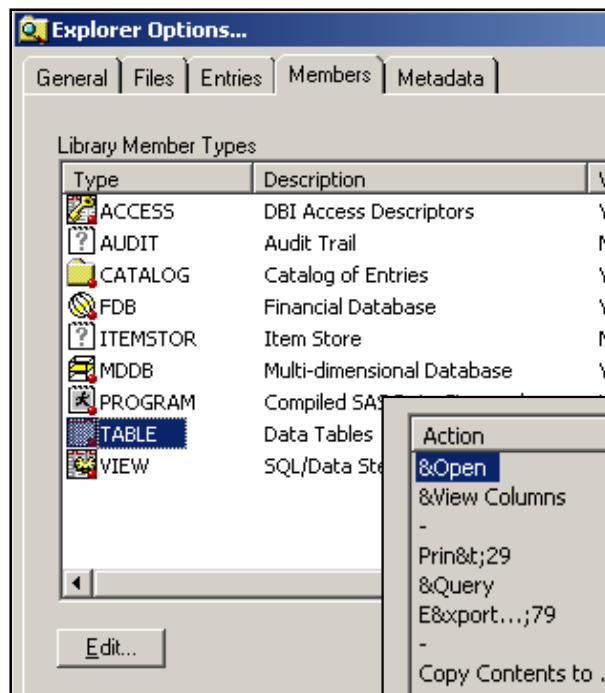 Explorer Options...
General Files Entries Members Metadata
Library Member Types
Type Description
ACCESS DBI Access Descriptors
AUDIT Audit Trail
CATALOG Catalog of Entries
FDB Financial Database
ITEMSTOR Item Store
MDDB Multi-dimensional Database
PROGRAM Compiled SAS
TABLE Data Tables
VIEW SQL/Data
Action
&Open
&View Columns
-
Prin&t;29
&Query
E&xport...;79
-
Copy Contents to
Edit...